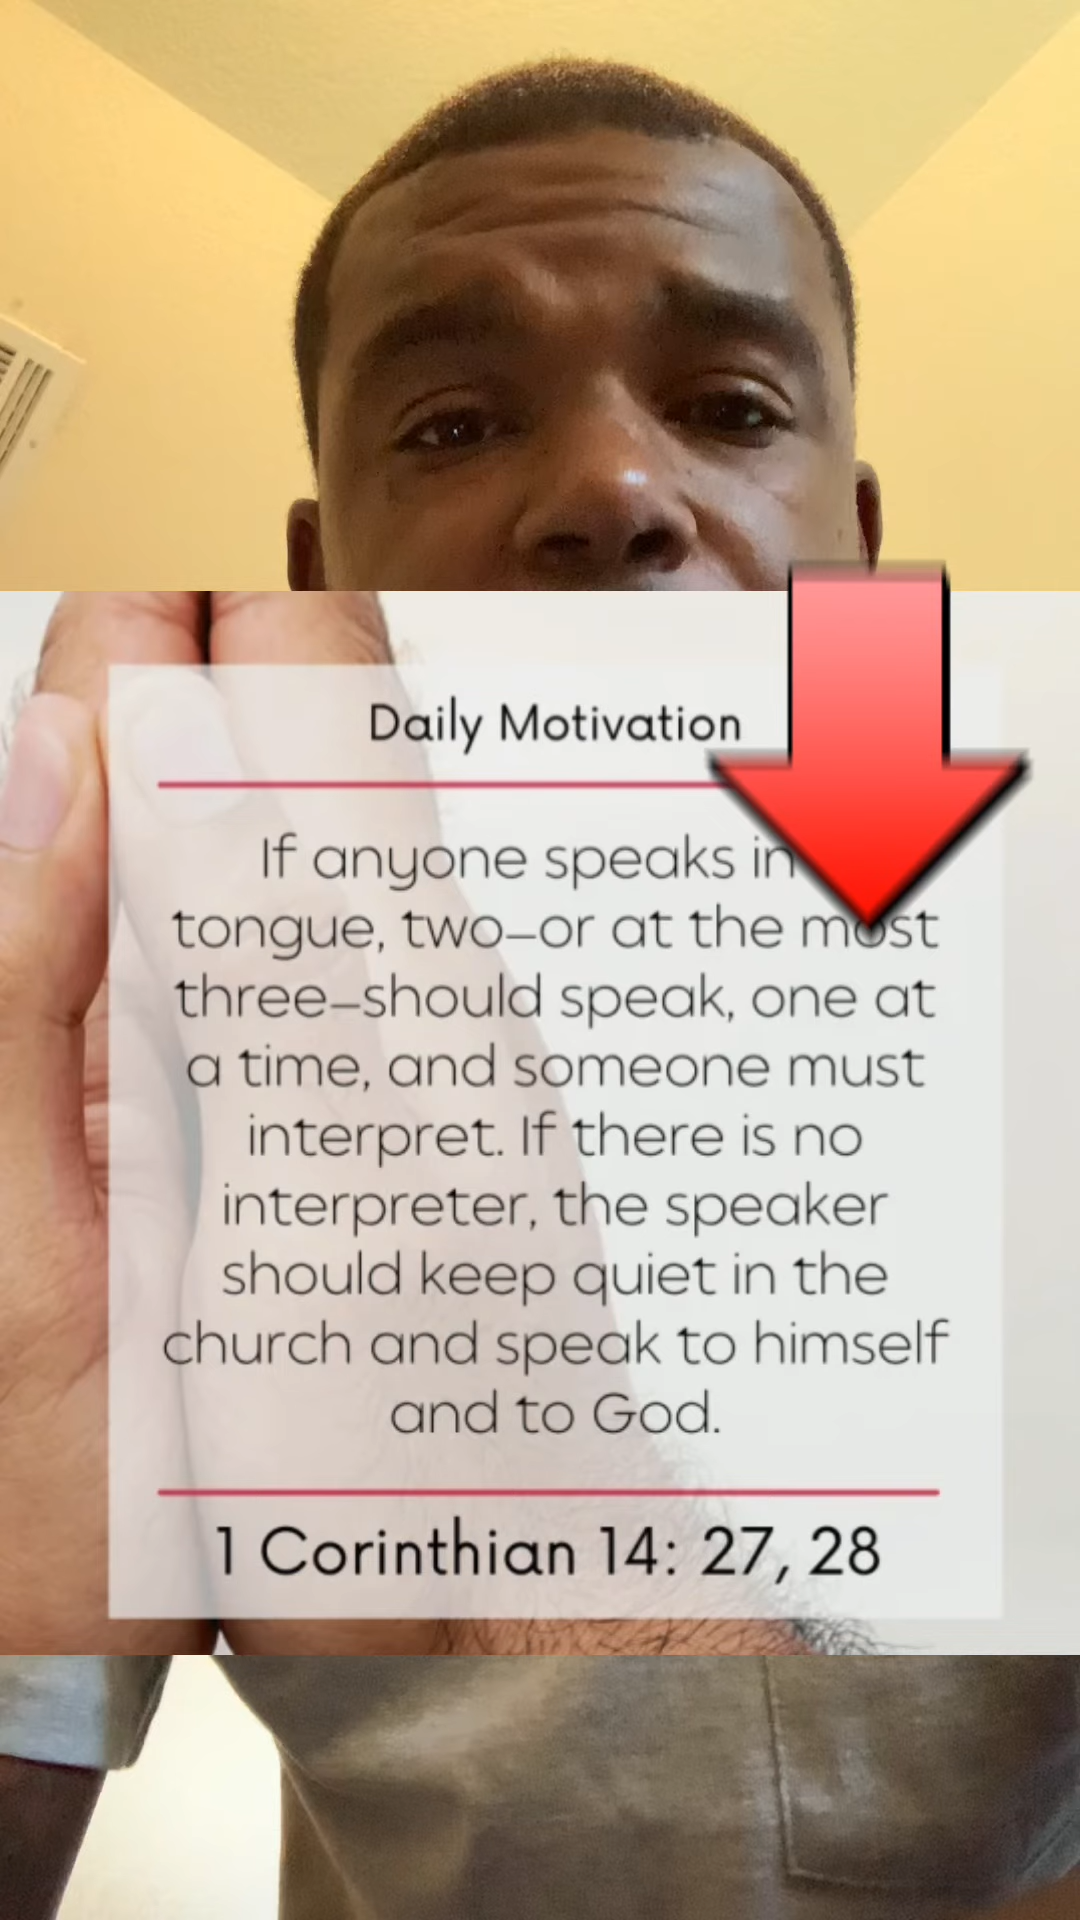 Daily Motivation
If anyone speaks in
tongue, two–or at the most
three–should speak, one at
a time, and someone must
interpret. If there is no
interpreter, the speaker
should keep quiet in the
church and speak to himself
and to God.
1 Corinthian 14: 27, 28